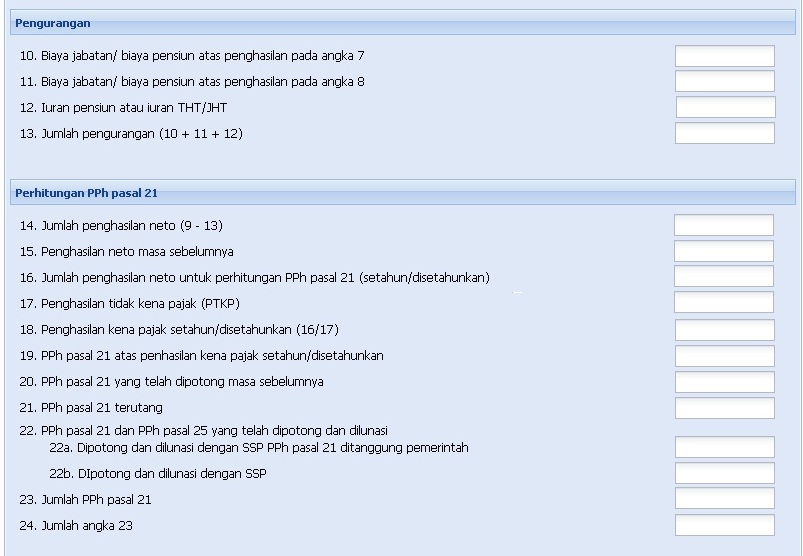 Pengurangan
10. Biaya jabatan/ biaya pensiun atas penghasilan pada angka 7
11. Biaya jabatan/ biaya pensiun atas penghasilan pada angka 8
12. Iuran pensiun atau iuran THT/JHT
13. Jumlah pengurangan (10 + 11 + 12)
Perhitungan PPh pasal 21
14. Jumlah penghasilan neto (9 - 13)
15. Penghasilan neto masa sebelumnya
16. Jumlah penghasilan neto untuk perhitungan PPh pasal 21 (setahun/disetahunkan)
17. Penghasilan tidak kena pajak (PTKP)
18. Penghasilan kena pajak setahun/disetahunkan (16/17)
19. PPh pasal 21 atas penhasilan kena pajak setahun/disetahunkan
20. PPh pasal 21 yang telah dipotong masa sebelumnya
21. PPh pasal 21 terutang
22. PPh pasal 21 dan PPh pasal 25 yang telah dipotong dan dilunasi
22a. Dipotong dan dilunasi dengan SSP PPh pasal 21 ditanggung pemerintah
22b. DIpotong dan dilunasi dengan SSP
23. Jumlah PPh pasal 21
24. Jumlah angka 23